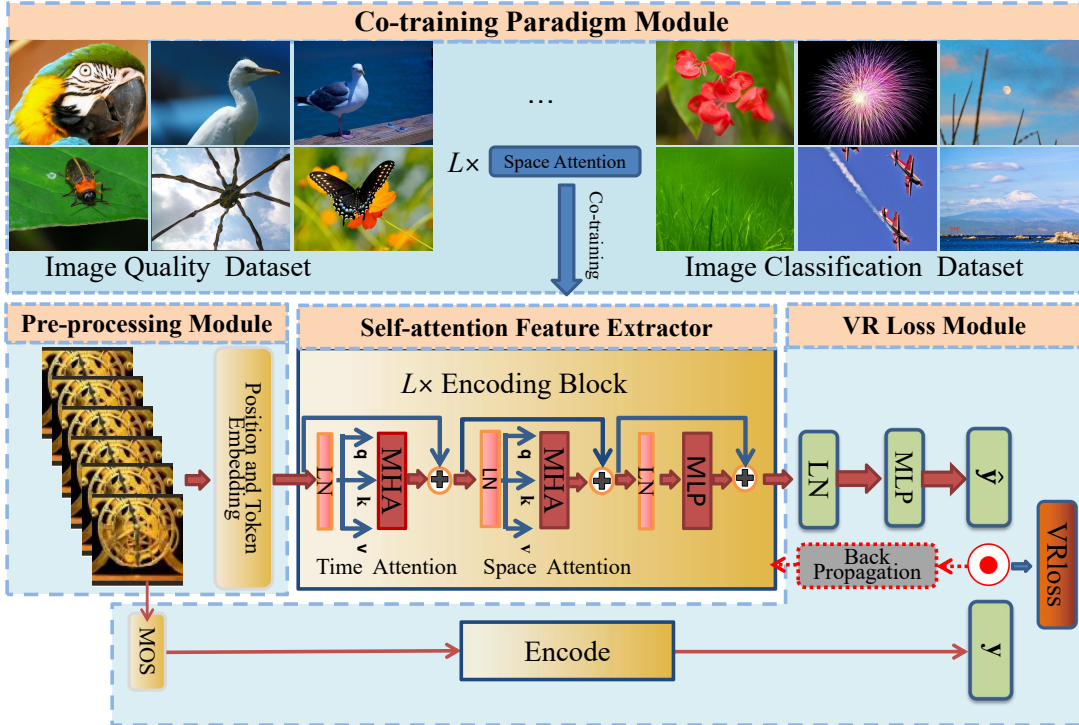 Co-training Paradigm Module
...
L× Space Attention
Co-training
Image Quality Dataset
Image Classification Dataset
Pre-processing Module
Self-attention Feature Extractor
VR Loss Module
Position and Token
Embedding
L× Encoding Block
LN
q
k
v
MHA
LN
q
k
v
MHA
LN
MLP
Time Attention
Space Attention
LN
MLP
ŷ
Back
Propagation
VRloss
MOS
Encode
y